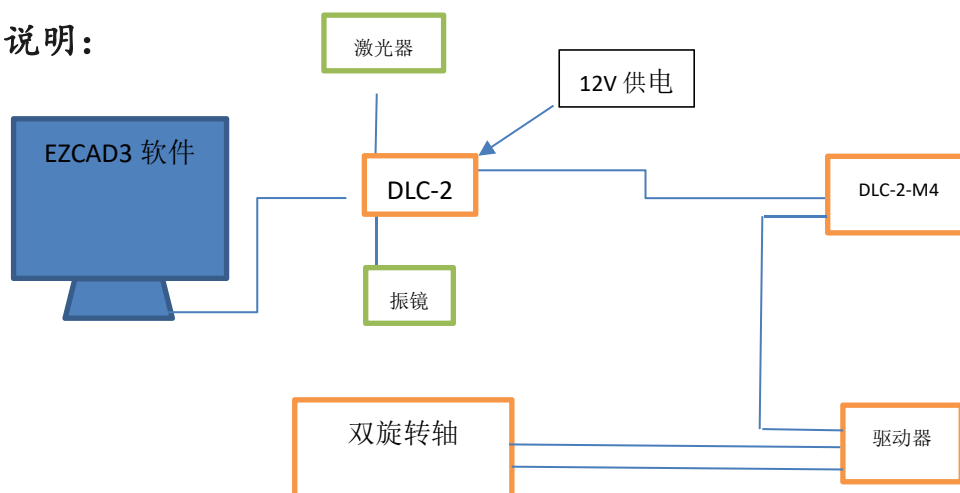 说明：
激光器
12V 供电
EZCAD3 软件
DLC-2
DLC-2-M4
振镜
双旋转轴
驱动器